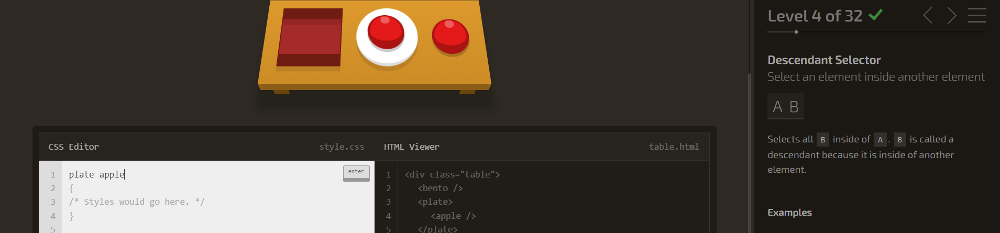 Level 4 of 32
Descendant Selector
Select an element inside another element
A B
Selects all B inside of A. B is called a
descendant because it is inside of another
element.
Examples
CSS Editor style.css
1 plate apple
enter
2 {
3 /* Styles would go here. */
4 }
5
HTML Viewer table.html
1 <div class="table">
2 <bento />
3 <plate>
4 <apple />
5 </plate>